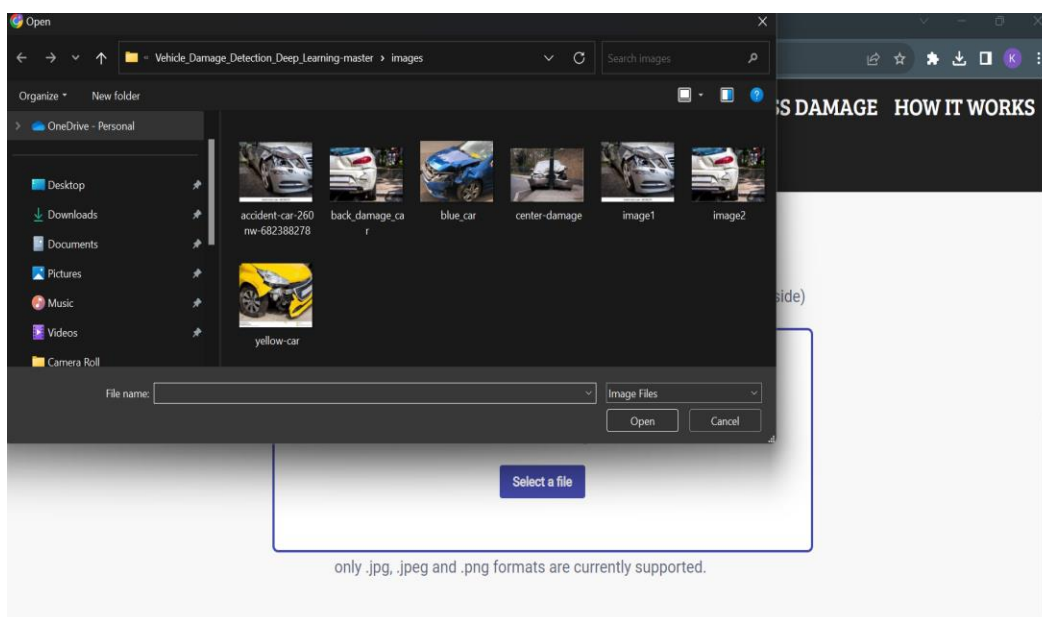 Open
Vehicle_Damage_Detection_Deep_Learning-master › images
Search images
Organize
New folder
OneDrive - Personal
Desktop
Downloads
Documents
Pictures
Music
Videos
Camera Roll
accident-car-260
nw-682388278
back_damage_ca
r
blue_car
center-damage
image1
image2
yellow-car
File name:
Image Files
Open
Cancel
K
DAMAGE HOW IT WORKS
side)
Select a file
only .jpg, .jpeg and .png formats are currently supported.